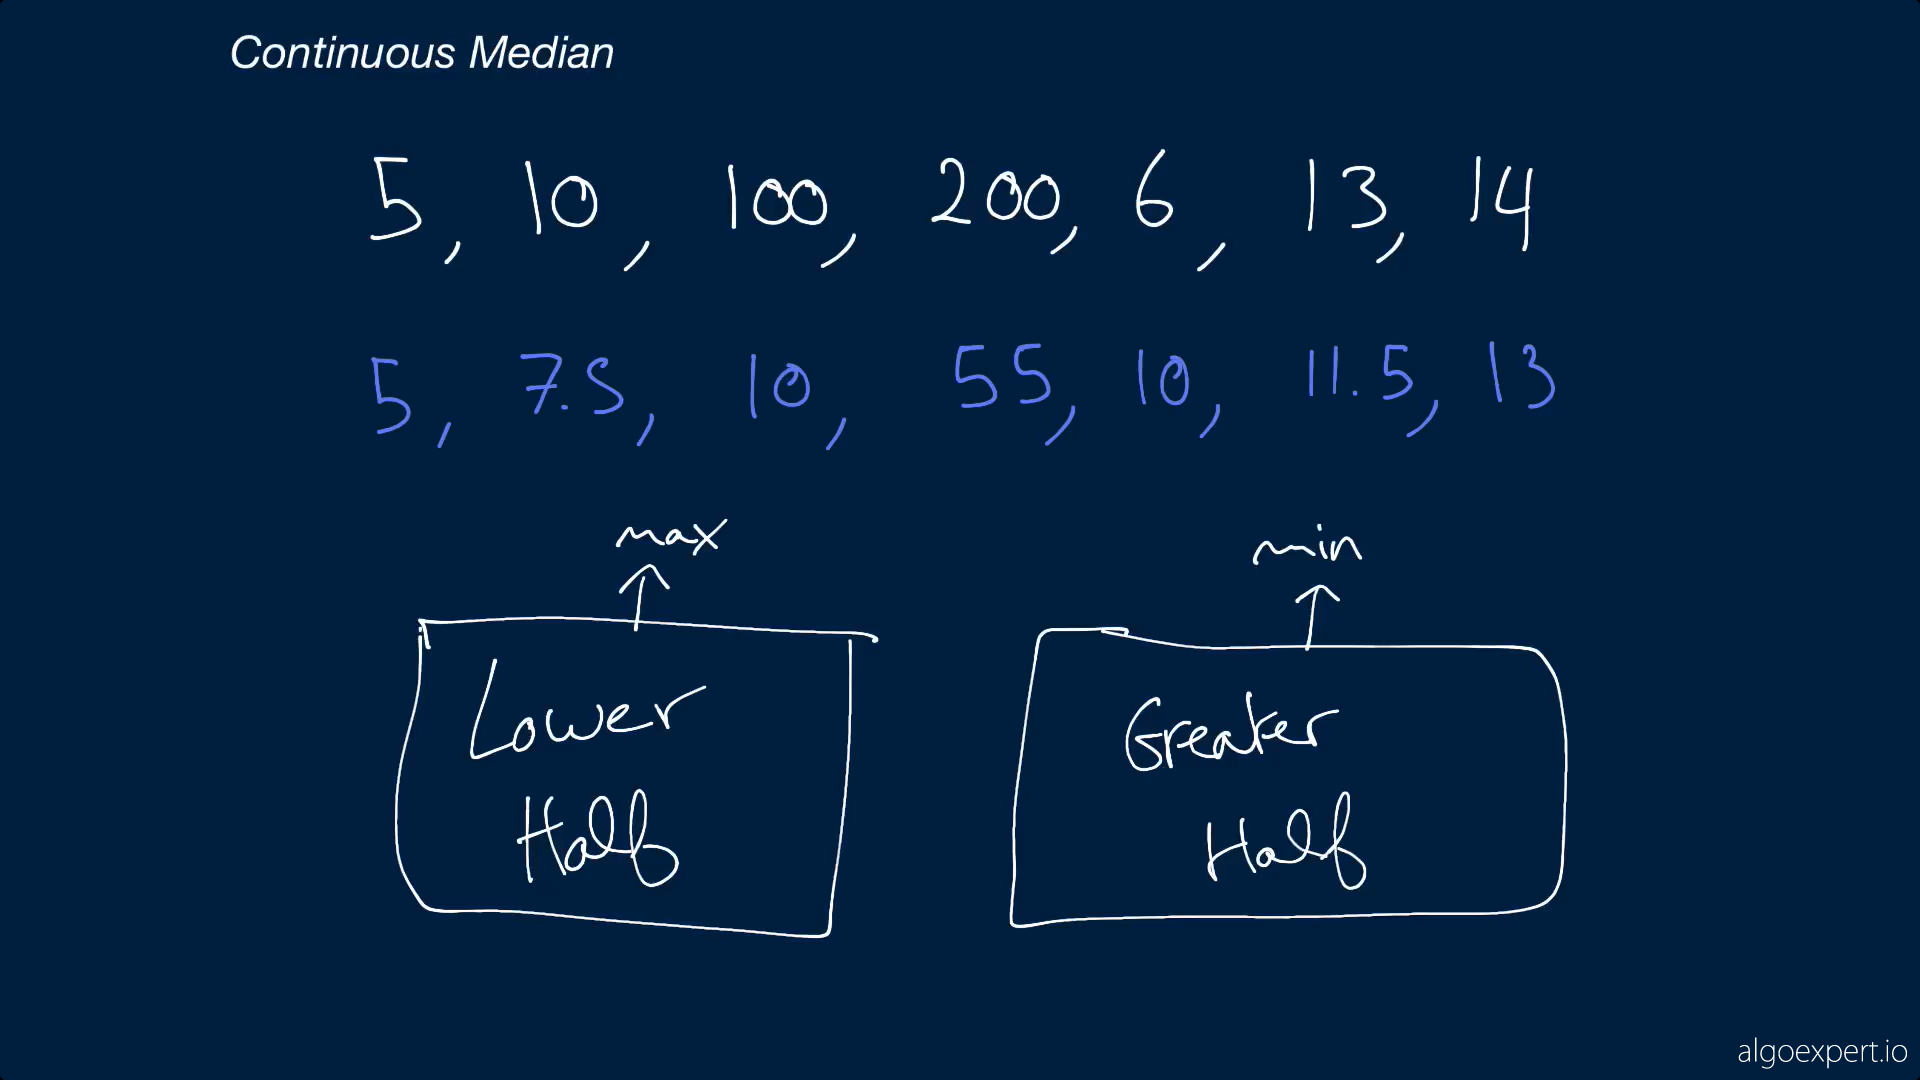 Continuous Median
5, 10, 100, 200, 6, 13, 14
5, 7.5, 10, 55, 10, 11.5, 13
max min
Lower Greater
Half Half
algoexpert.io